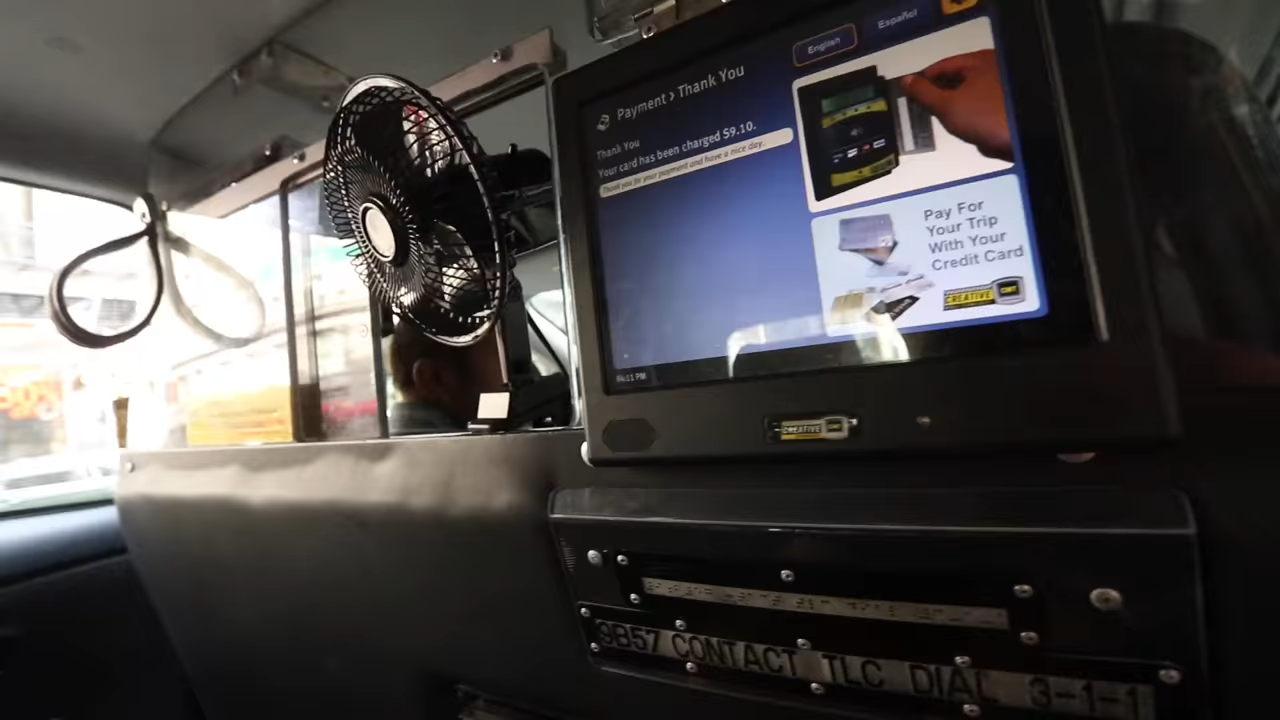 English
Español
Payment > Thank You
Thank You
Your card has been charged $9.10.
Thank you for your payment and have a nice day.
Pay For
Your Trip
With Your
Credit Card
CREATIVE CMT
CREATIVE
9B57 CONTACT TLC DIAL 3-1-1